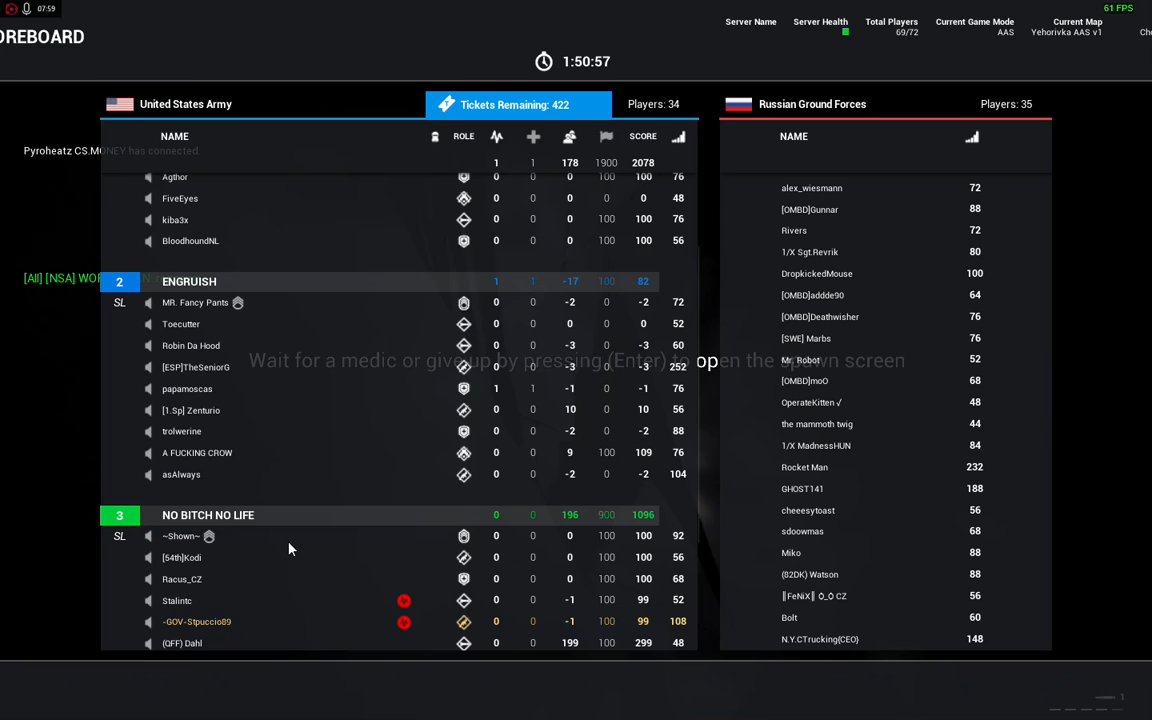 07:59
61 FPS
OREBOARD
Server Name Server Health Total Players Current Game Mode Current Map
69/72 AAS Yehorivka AAS v1
1:50:57
United States Army Tickets Remaining: 422 Players: 34
NAME ROLE SCORE
1 1 178 1900 2078
Pyroheatz CS.MONEY has connected.
Agthor 0 0 0 100 100 76
FiveEyes 0 0 0 0 0 48
kiba3x 0 0 0 100 100 76
BloodhoundNL 0 0 0 100 100 56
[All] [NSA]
2 ENGRUISH 1 1 -17 100 82
SL MR. Fancy Pants 0 0 -2 0 -2 72
Toecutter 0 0 0 0 0 52
Robin Da Hood 0 0 -3 0 -3 60
Wait for a medic or give up by pressing (Enter) to open the spawn screen
[ESP]TheSeniorG 0 0 -3 0 -3 252
papamoscas 1 1 -1 0 -1 76
[1.Sp] Zenturio 0 0 10 0 10 56
trolwerine 0 0 -2 0 -2 88
A FUCKING CROW 0 0 9 100 109 76
asAlways 0 0 -2 0 -2 104
3 NO BITCH NO LIFE 0 0 196 900 1096
SL ~Shown~ 0 0 0 100 100 92
[54th]Kodi 0 0 0 100 100 56
Racus_CZ 0 0 0 100 100 68
Stalintc 0 0 -1 100 99 52
-GOV-Stpuccio89 0 0 -1 100 99 108
(QFF) Dahl 0 0 199 100 299 48
Russian Ground Forces Players: 35
NAME
alex_wiesmann 72
[OMBD]Gunnar 88
Rivers 72
1/X Sgt.Revrik 80
DropkickedMouse 100
[OMBD]addde90 64
[OMBD]Deathwisher 76
[SWE] Marbs 76
Mr. Robot 52
[OMBD]moO 68
OperateKitten √ 48
the mammoth twig 44
1/X MadnessHUN 84
Rocket Man 232
GHOST141 188
cheeesytoast 56
sdoowmas 68
Miko 88
(82DK) Watson 88
║FeNiX║ CZ 56
Bolt 60
N.Y.CTrucking(CEO) 148
1